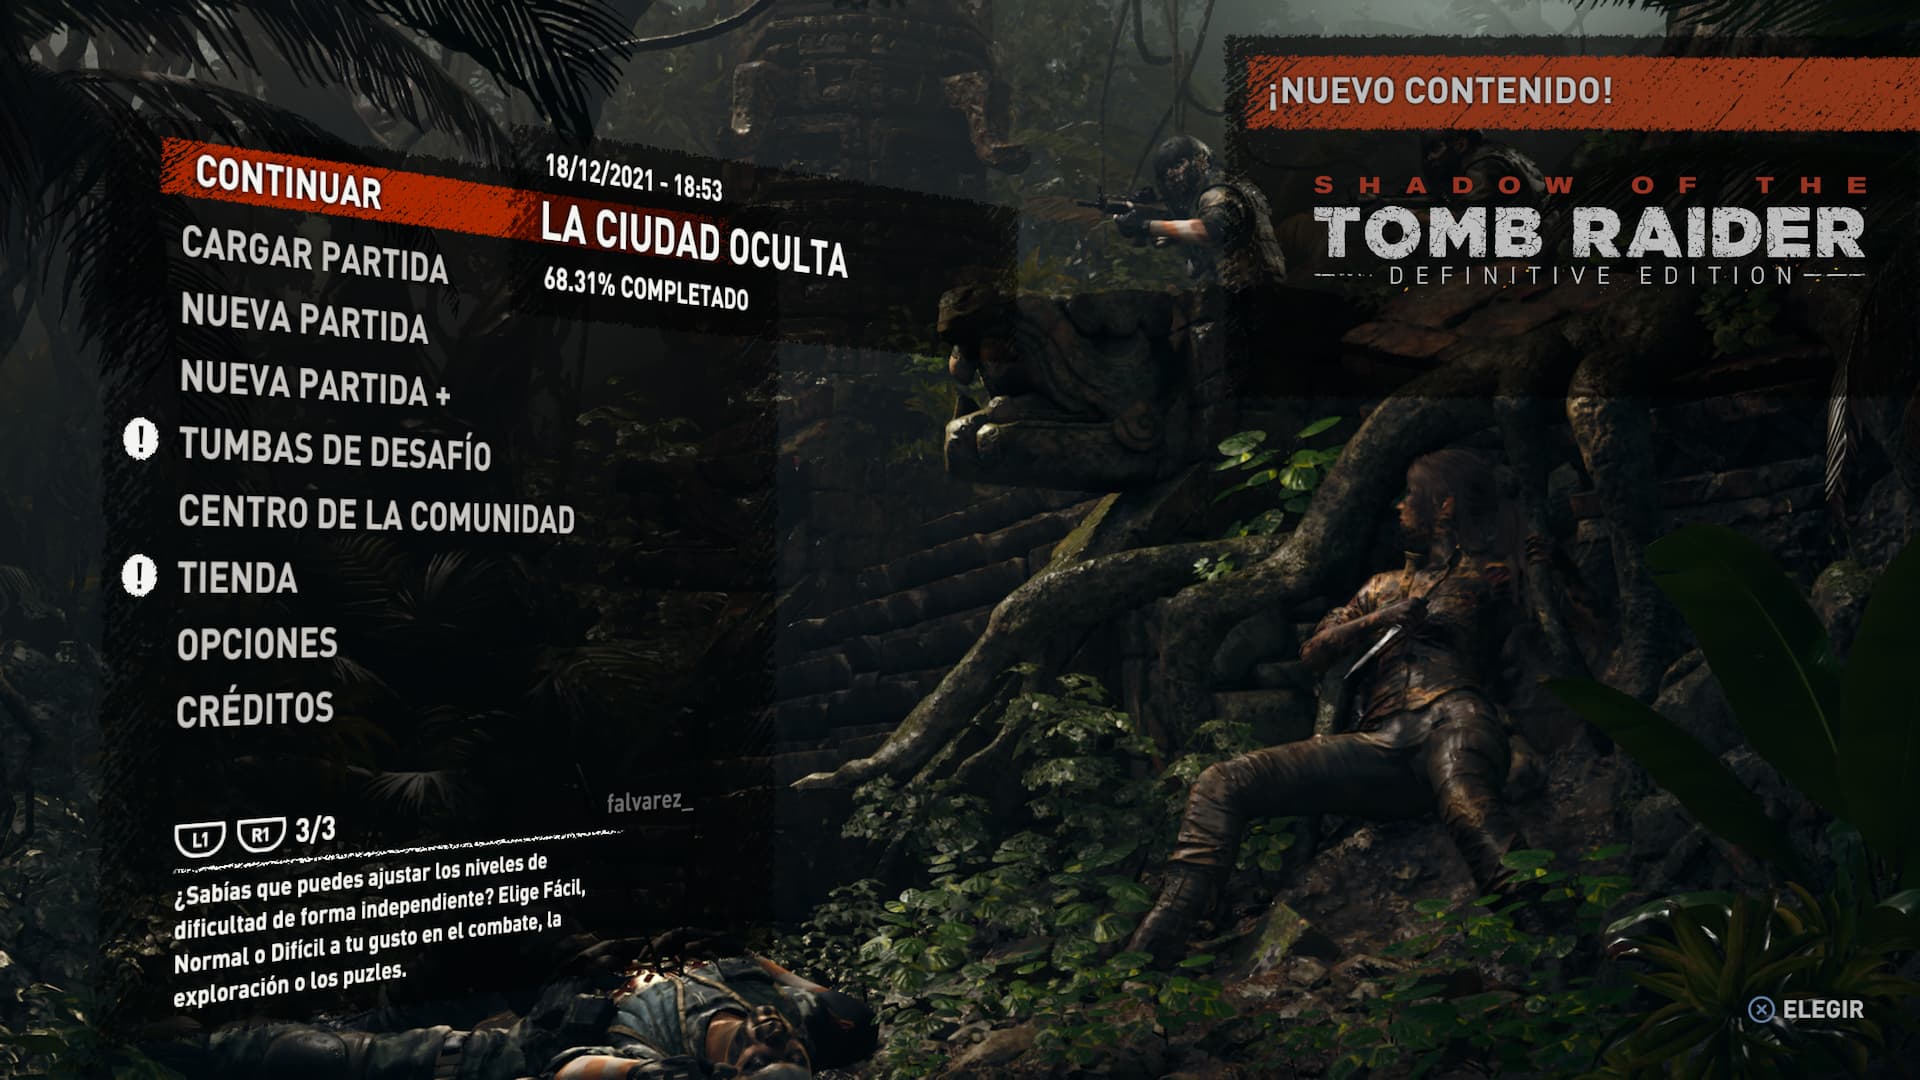 CONTINUAR
18/12/2021 - 18:53
LA CIUDAD OCULTA
68.31% COMPLETADO
CARGAR PARTIDA
NUEVA PARTIDA
NUEVA PARTIDA +
! TUMBAS DE DESAFÍO
CENTRO DE LA COMUNIDAD
! TIENDA
OPCIONES
CRÉDITOS
falvarez_
L1 R1 3/3
¿Sabías que puedes ajustar los niveles de
dificultad de forma independiente? Elige Fácil,
Normal o Difícil a tu gusto en el combate, la
exploración o los puzles.
¡NUEVO CONTENIDO!
SHADOW OF THE
TOMB RAIDER
DEFINITIVE EDITION
ELEGIR